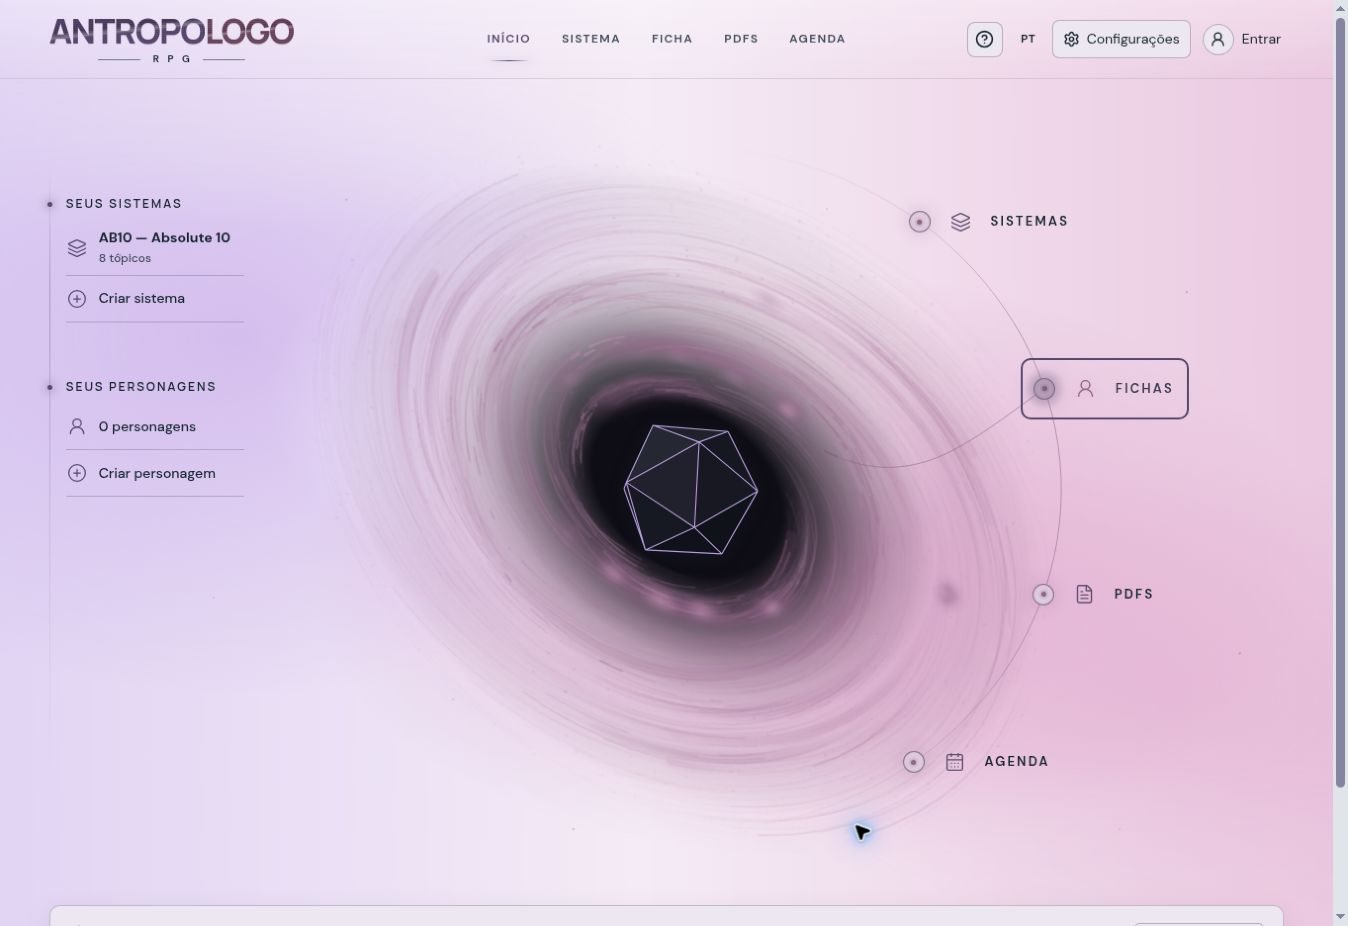 ANTROPOLOGO
RPG
INÍCIO
SISTEMA
FICHA
PDFS
AGENDA
PT
Configurações
Entrar
SEUS SISTEMAS
AB10 — Absolute 10
8 tópicos
Criar sistema
SEUS PERSONAGENS
0 personagens
Criar personagem
SISTEMAS
FICHAS
PDFS
AGENDA